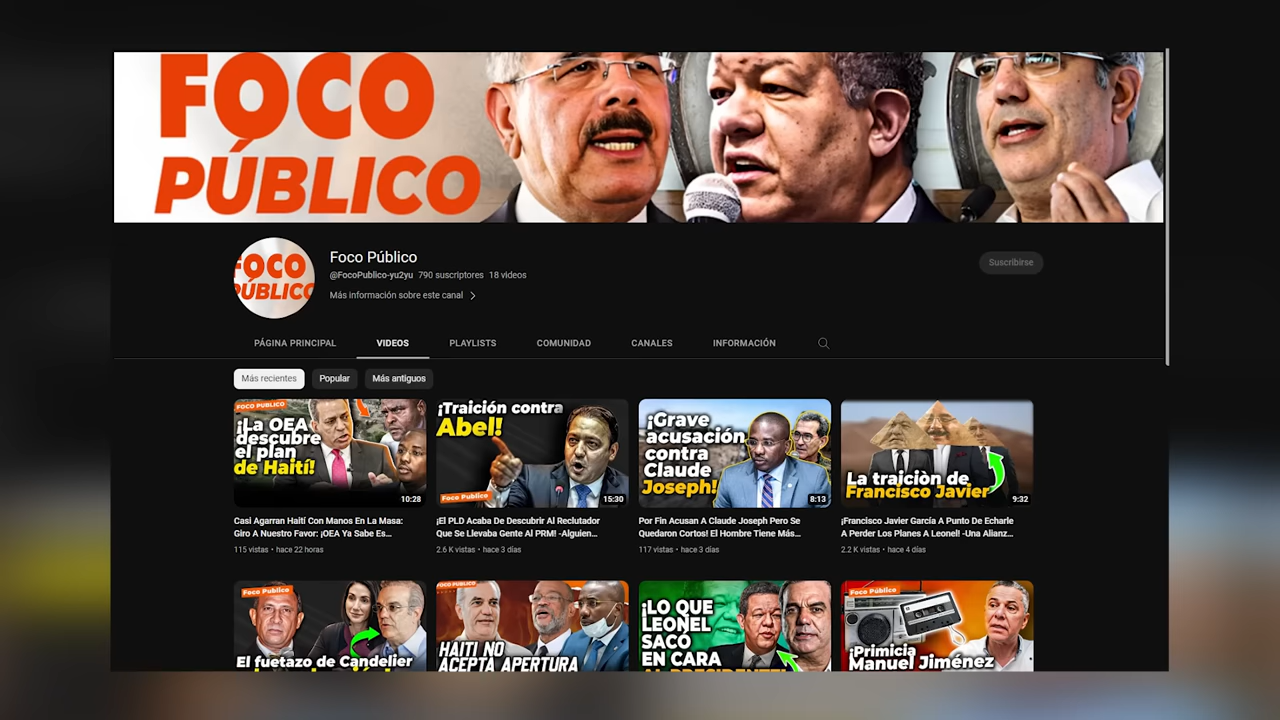 FOCO
PÚBLICO
FOCO
PÚBLICO
Foco Público
@FocoPublico-yu2yu 790 suscriptores 18 videos
Más información sobre este canal
Suscribirse
PÁGINA PRINCIPAL VIDEOS PLAYLISTS COMUNIDAD CANALES INFORMACIÓN
Más recientes Popular Más antiguos
FOCO PUBLICO
¡La OEA
descubre
el plan
de Haití!
10:28
¡Traición contra
Abel!
Foco Publico
15:30
¡Grave
acusación
contra
Claude
Joseph!
8:13
La traiciòn de
Francisco Javier
9:32
Casi Agarran Haití Con Manos En La Masa:
Giro A Nuestro Favor: ¡OEA Ya Sabe Es...
115 vistas • hace 22 horas
¡El PLD Acaba De Descubrir Al Reclutador
Que Se Llevaba Gente Al PRM! -Alguien...
2.6 K vistas • hace 3 días
Por Fin Acusan A Claude Joseph Pero Se
Quedaron Cortos! El Hombre Tiene Más...
117 vistas • hace 3 días
¡Francisco Javier García A Punto De Echarle
A Perder Los Planes A Leonel! -Una Alianz...
2.2 K vistas • hace 4 días
Foco Publico
El fuetazo de Candelier
FOCO PUBLICO
HAITI NO
ACEPTA APERTURA
¡LO QUE
LEONEL
SACÓ
EN CARA
AL PRESIDENTE!
Foco Público
¡Primicia
Manuel Jiménez